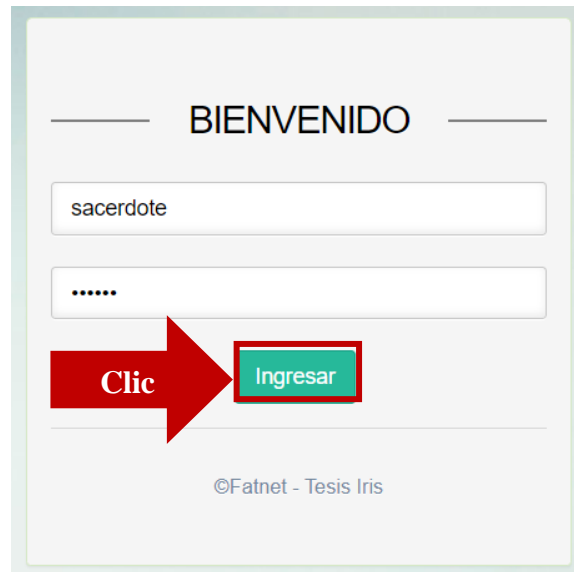 BIENVENIDO
sacerdote
••••••
Clic
Ingresar
©Fatnet - Tesis Iris